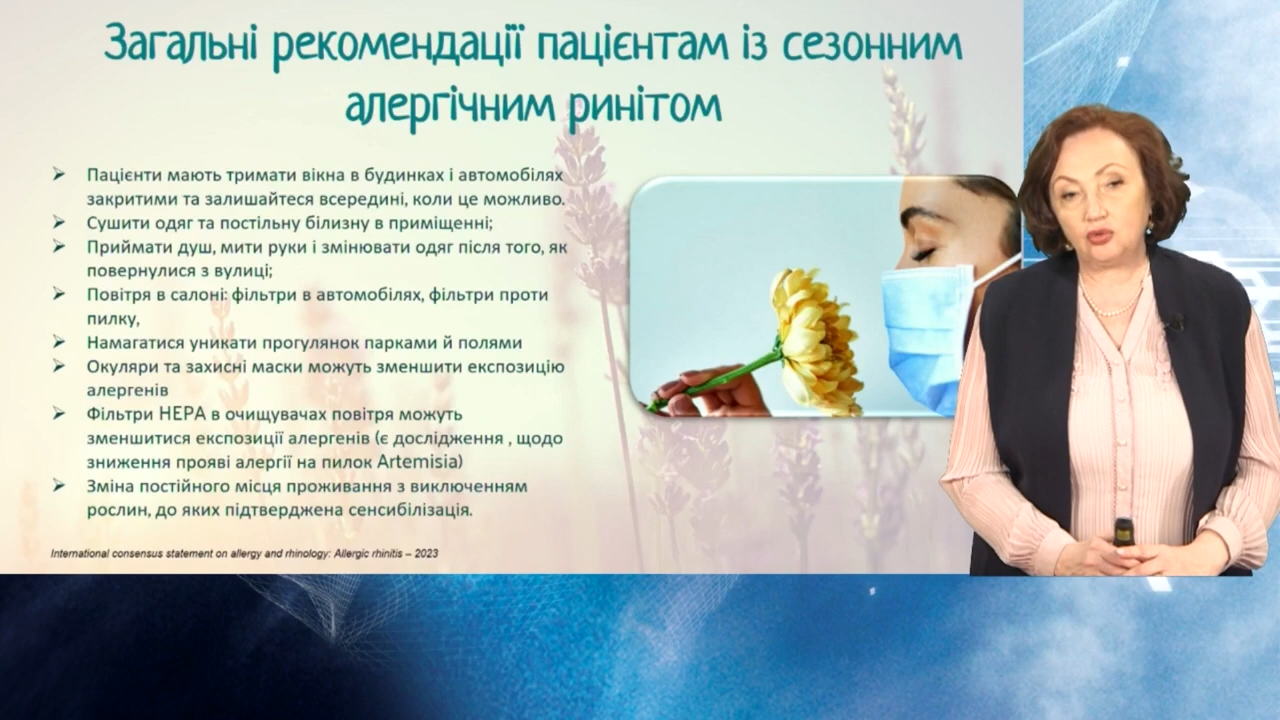 Загальні рекомендації пацієнтам із сезонним
алергічним ринітом
➢ Пацієнти мають тримати вікна в будинках і автомобілях
закритими та залишайтеся всередині, коли це можливо.
➢ Сушити одяг та постільну білизну в приміщенні;
➢ Приймати душ, мити руки і змінювати одяг після того, як
повернулися з вулиці;
➢ Повітря в салоні: фільтри в автомобілях, фільтри проти
пилку,
➢ Намагатися уникати прогулянок парками й полями
➢ Окуляри та захисні маски можуть зменшити експозицію
алергенів
➢ Фільтри HEPA в очищувачах повітря можуть
зменшитися експозиції алергенів (є дослідження , щодо
зниження прояві алергії на пилок Artemisia)
➢ Зміна постійного місця проживання з виключенням
рослин, до яких підтверджена сенсибілізація.
International consensus statement on allergy and rhinology: Allergic rhinitis – 2023